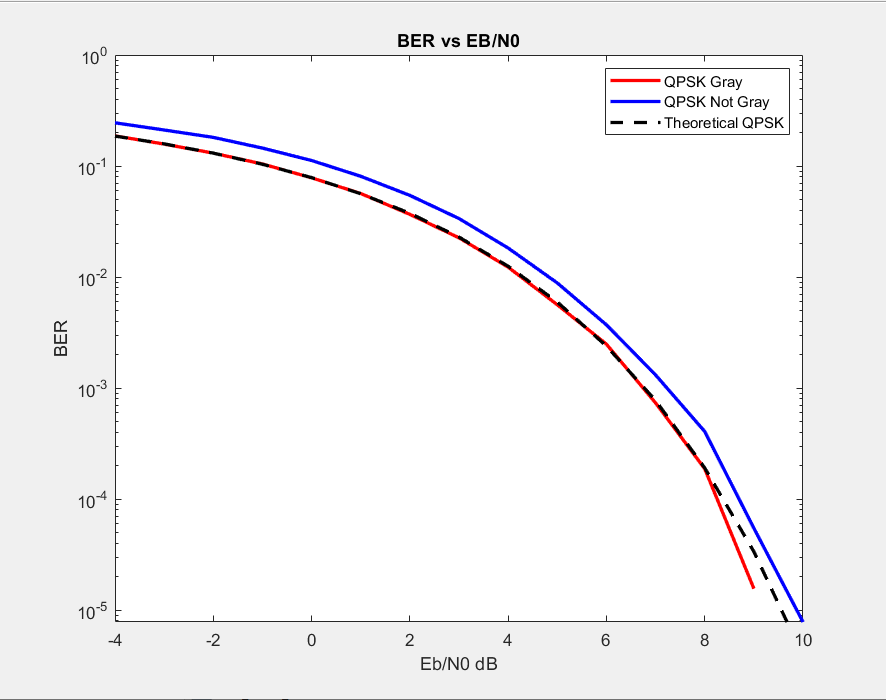 BER vs EB/N0
QPSK Gray
QPSK Not Gray
Theoretical QPSK
10^0
10^-1
10^-2
10^-3
10^-4
10^-5
BER
-4 -2 0 2 4 6 8 10
Eb/N0 dB